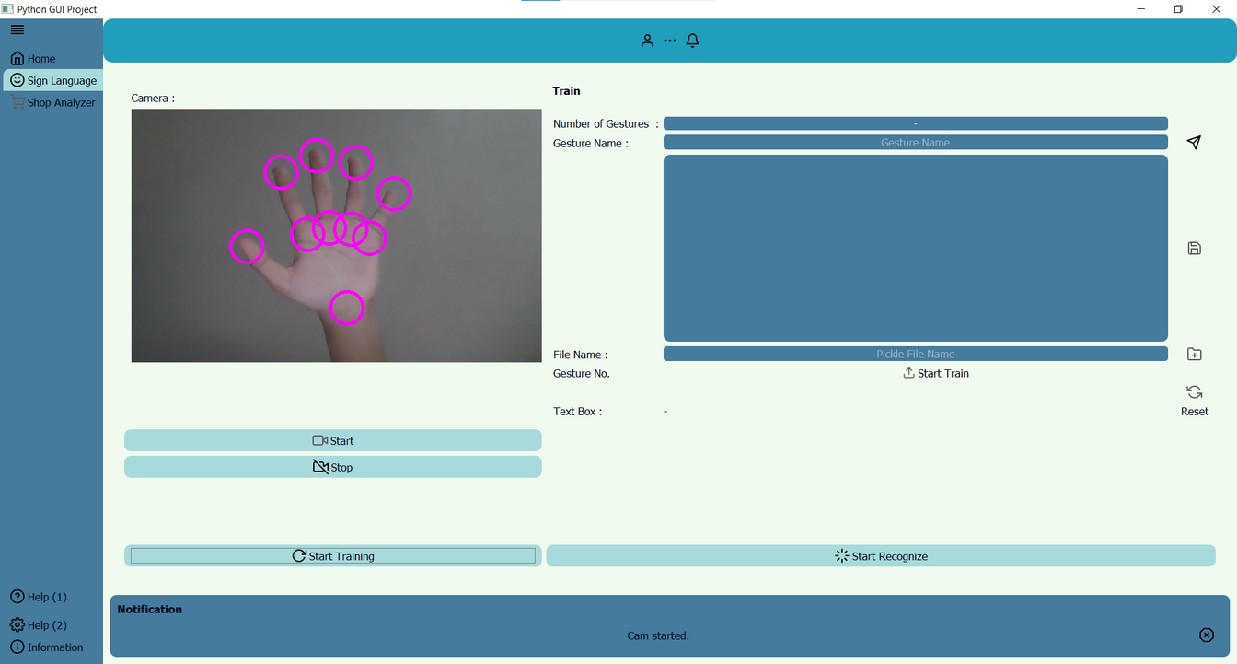 Python GUI Project
Home
Sign Language
Shop Analyzer
Camera :
Train
Number of Gestures :
-
Gesture Name :
Gesture Name
File Name :
Pickle File Name
Gesture No.
Start Train
Text Box :
-
Reset
Start
Stop
Start Training
Start Recognize
Help (1)
Help (2)
Information
Notification
Cam started.